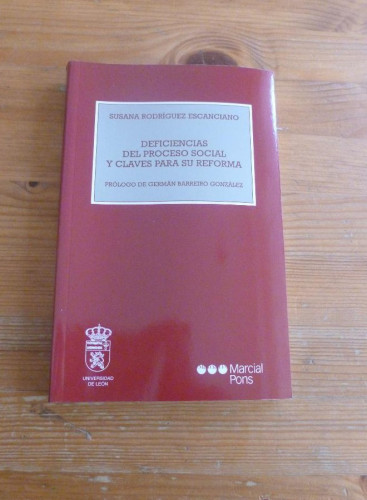 SUSANA RODRÍGUEZ ESCANCIANO
DEFICIENCIAS
DEL PROCESO SOCIAL
Y CLAVES PARA SU REFORMA
PRÓLOGO DE GERMÁN BARREIRO GONZÁLEZ
UNIVERSIDAD
DE LEÓN
Marcial
Pons